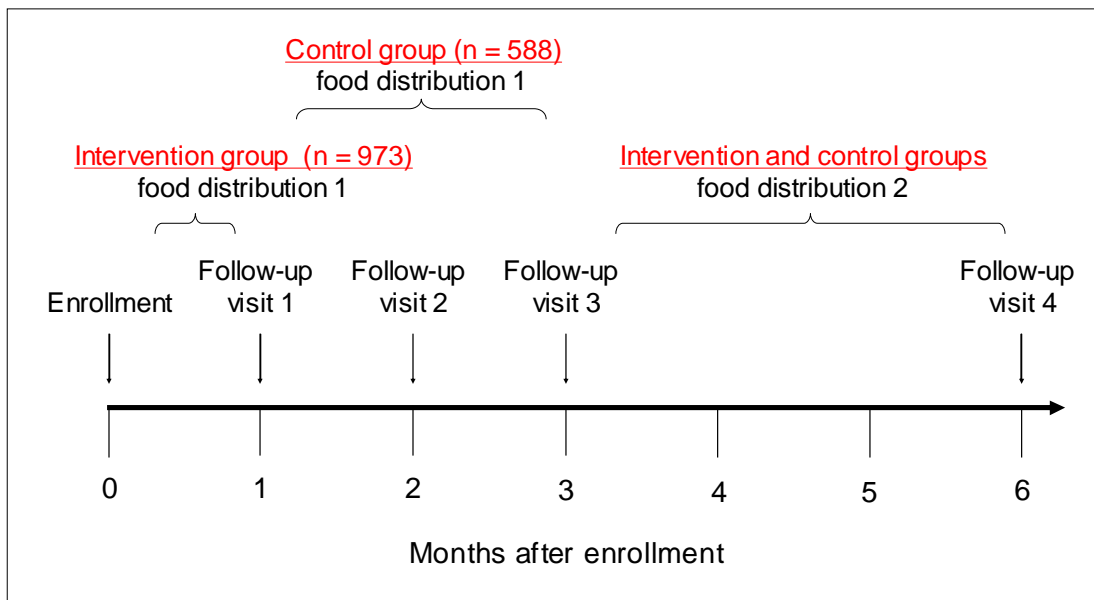 Control group (n = 588)
food distribution 1
Intervention group (n = 973)
food distribution 1
Intervention and control groups
food distribution 2
Enrollment
Follow-up
visit 1
Follow-up
visit 2
Follow-up
visit 3
Follow-up
visit 4
0 1 2 3 4 5 6
Months after enrollment